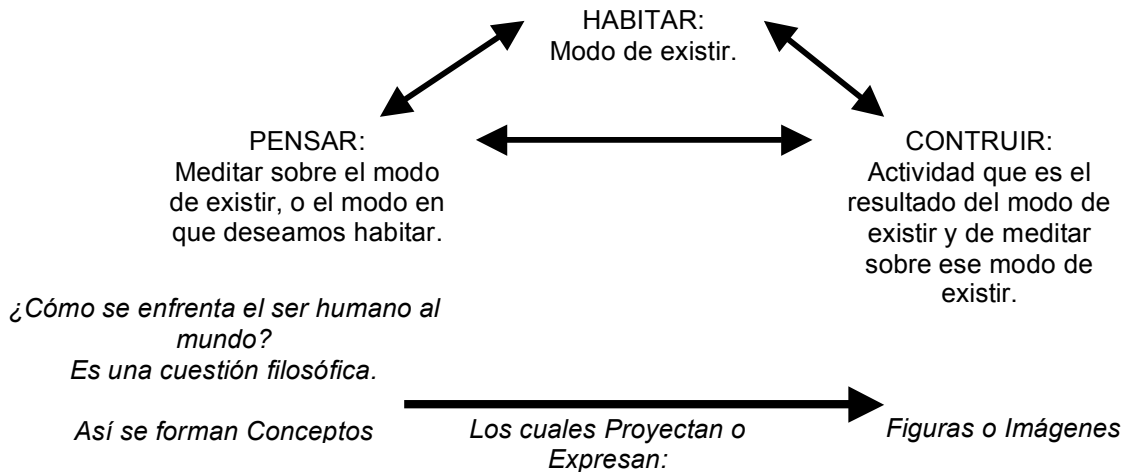 HABITAR:
Modo de existir.
PENSAR:
Meditar sobre el modo
de existir, o el modo en
que deseamos habitar.
CONTRUIR:
Actividad que es el
resultado del modo de
existir y de meditar
sobre ese modo de
existir.
¿Cómo se enfrenta el ser humano al
mundo?
Es una cuestión filosófica.
Así se forman Conceptos
Los cuales Proyectan o
Expresan:
Figuras o Imágenes